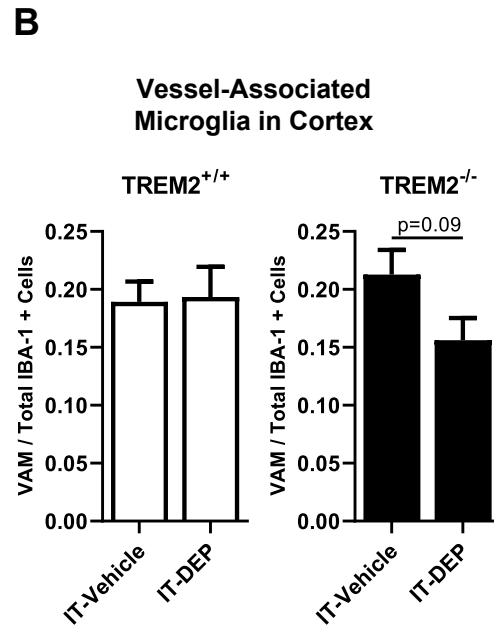 B
Vessel-Associated
Microglia in Cortex
TREM2+/+
VAM / Total IBA-1 + Cells
0.25
0.20
0.15
0.10
0.05
0.00
IT-Vehicle
IT-DEP
TREM2-/-
p=0.09
VAM / Total IBA-1 + Cells
0.25
0.20
0.15
0.10
0.05
0.00
IT-Vehicle
IT-DEP